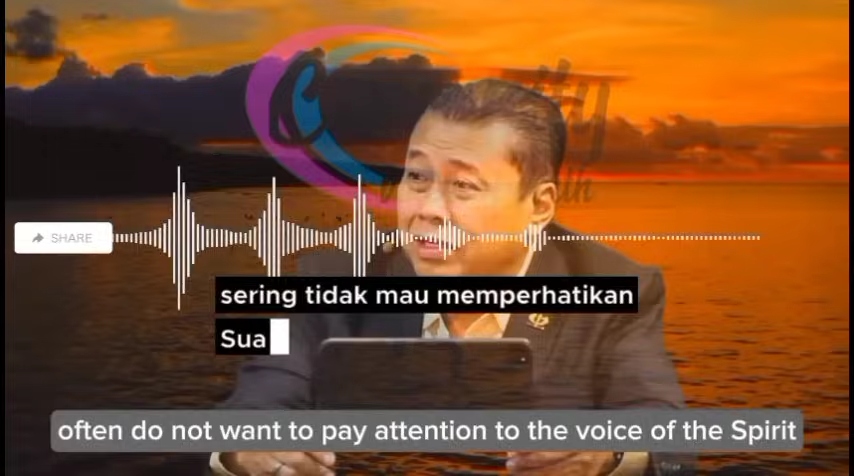 SHARE
sering tidak mau memperhatikan
Sua
often do not want to pay attention to the voice of the Spirit